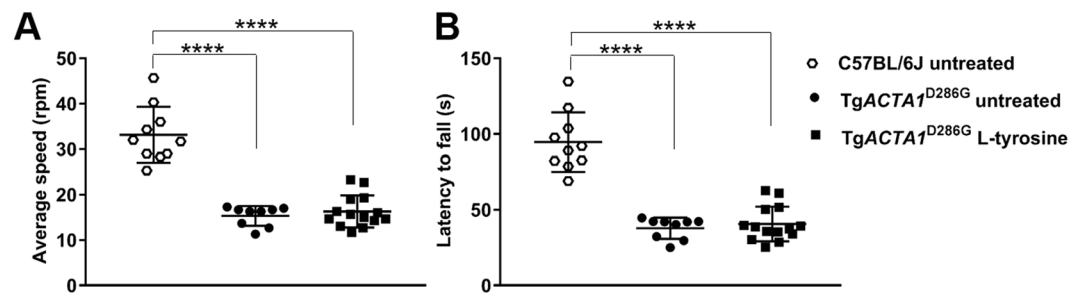 A
****
****
Average speed (rpm)
50
40
30
20
10
0
B
****
****
Latency to fall (s)
150
100
50
0
C57BL/6J untreated
TgACTA1D286G untreated
TgACTA1D286G L-tyrosine